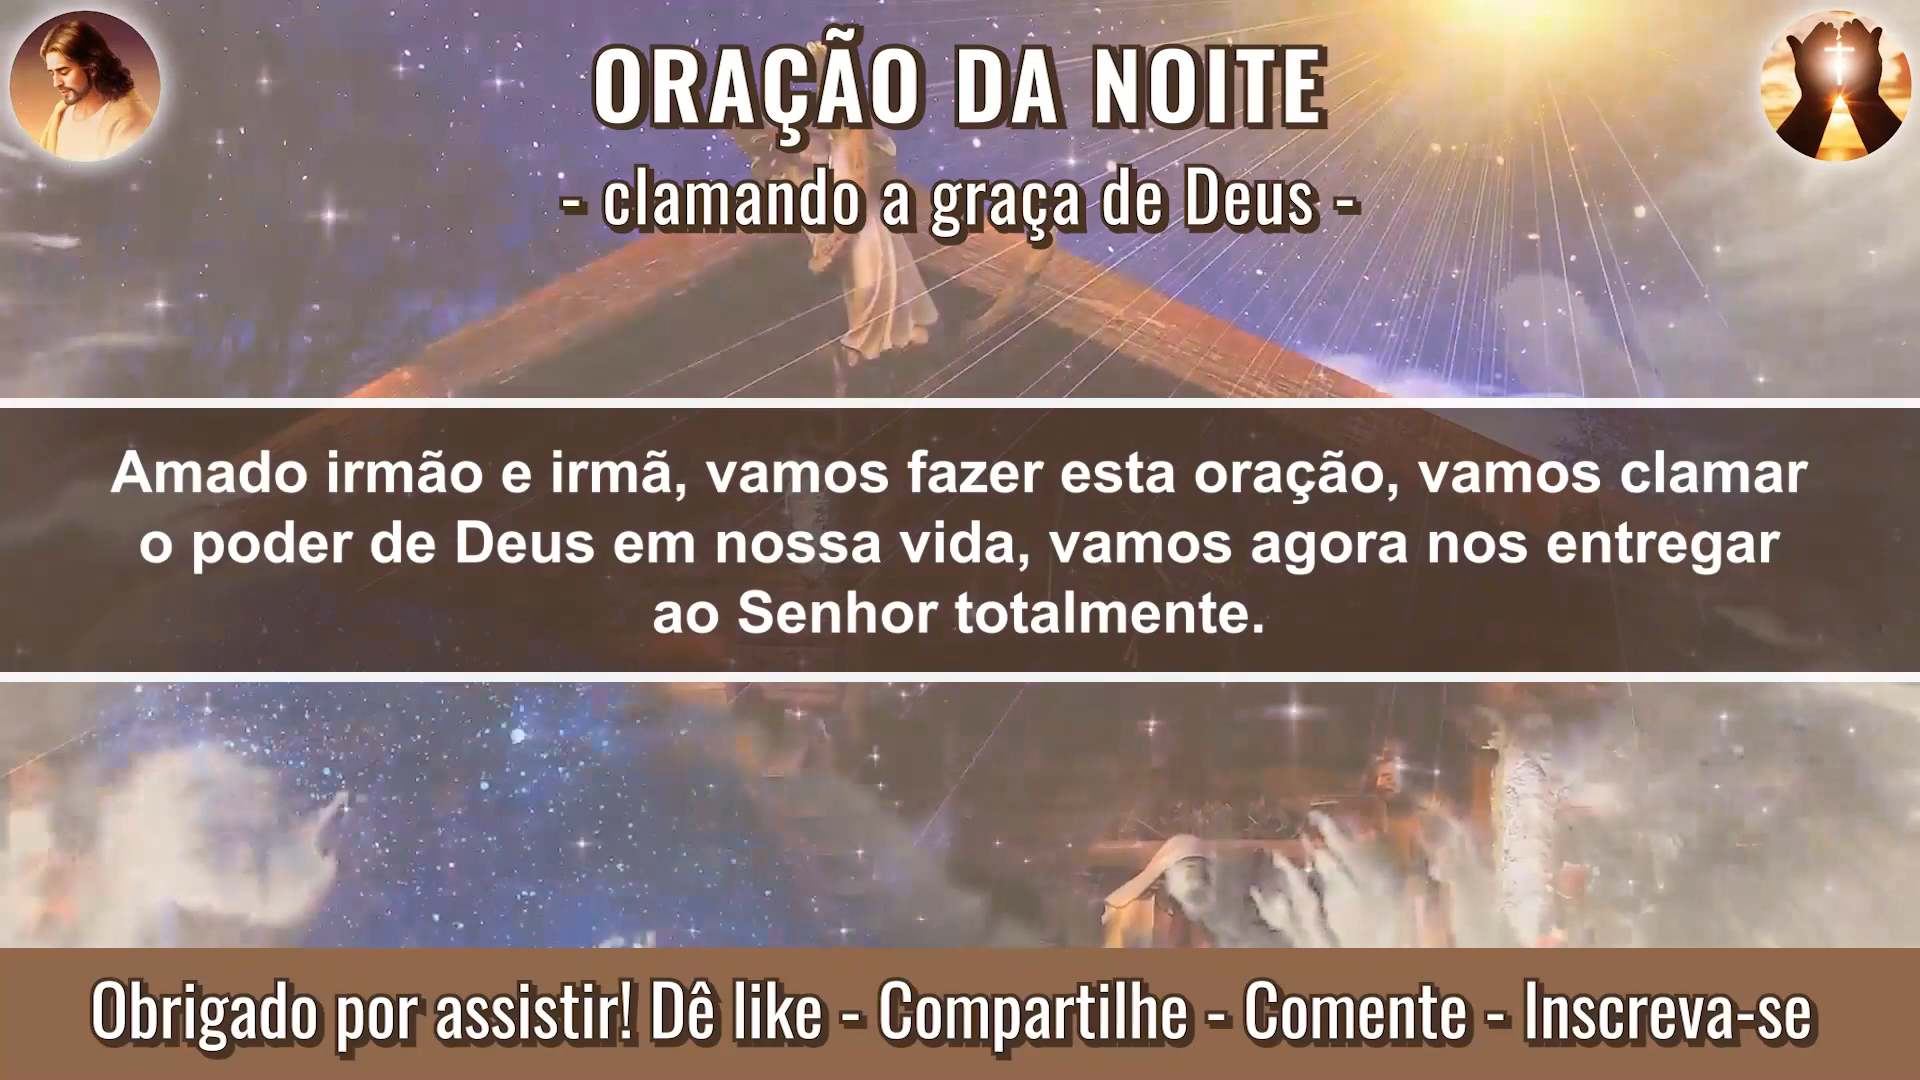 ORAÇÃO DA NOITE
- clamando a graça de Deus -
Amado irmão e irmã, vamos fazer esta oração, vamos clamar
o poder de Deus em nossa vida, vamos agora nos entregar
ao Senhor totalmente.
Obrigado por assistir! Dê like - Compartilhe - Comente - Inscreva-se